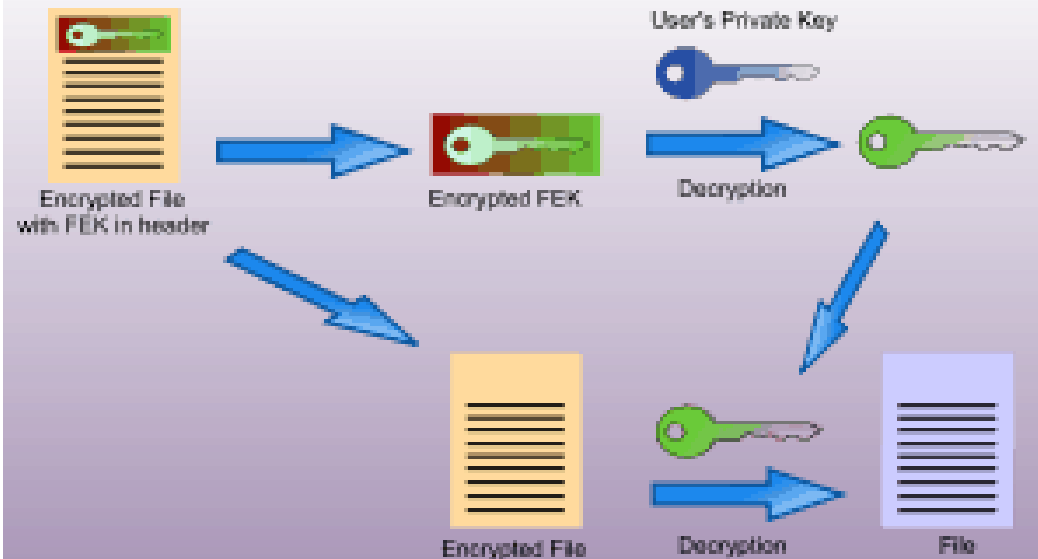 User's Private Key
Encrypted File
with FEK in header
Encrypted FEK
Decryption
Encrypted File
Decryption
File